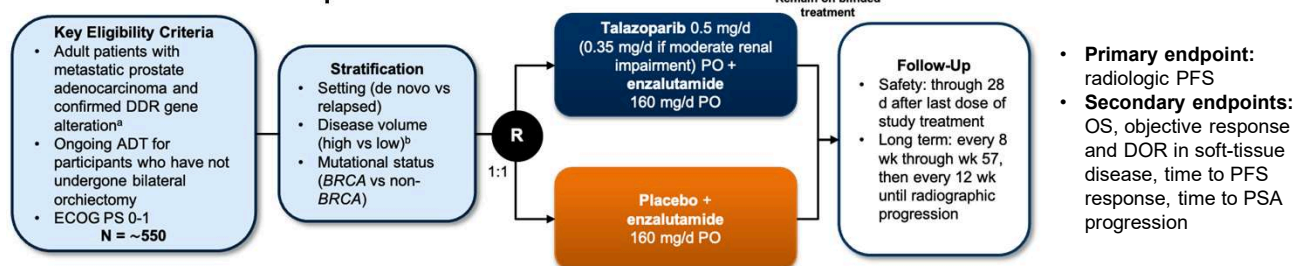 Remain on blinded
treatment
Key Eligibility Criteria
• Adult patients with
metastatic prostate
adenocarcinoma and
confirmed DDR gene
alterationᵃ
• Ongoing ADT for
participants who have not
undergone bilateral
orchiectomy
• ECOG PS 0-1
N = ~550
Stratification
• Setting (de novo vs
relapsed)
• Disease volume
(high vs low)ᵇ
• Mutational status
(BRCA vs non-
BRCA)
R
1:1
Talazoparib 0.5 mg/d
(0.35 mg/d if moderate renal
impairment) PO +
enzalutamide
160 mg/d PO
Placebo +
enzalutamide
160 mg/d PO
Follow-Up
• Safety: through 28
d after last dose of
study treatment
• Long term: every 8
wk through wk 57,
then every 12 wk
until radiographic
progression
• Primary endpoint:
radiologic PFS
• Secondary endpoints:
OS, objective response
and DOR in soft-tissue
disease, time to PFS
response, time to PSA
progression